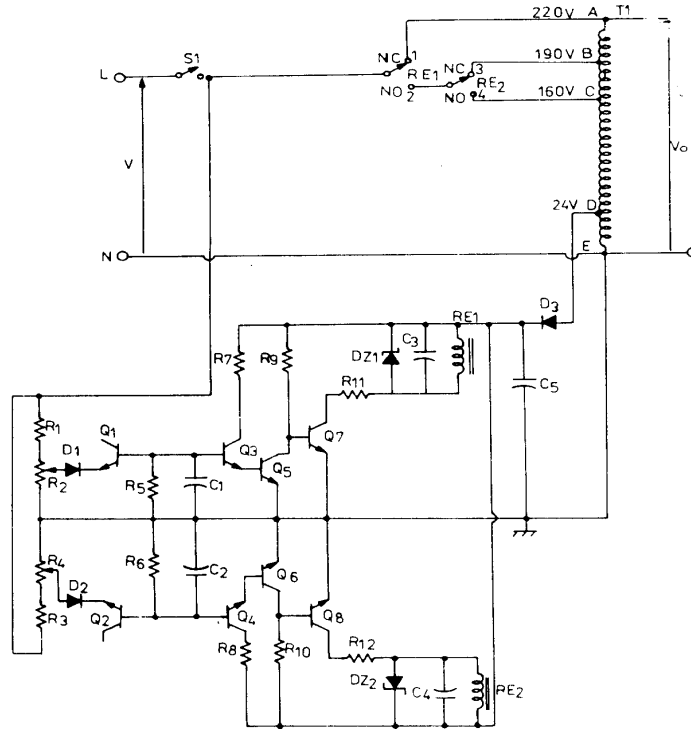 220V A T1
S1
NC 1
190V B
L
RE1
NC 3
RE2
NO 2
NO 4
160V C
V
Vo
24V D
N
E
D3
RE1
R7
R9
DZ1
C3
C5
R11
R1
Q1
D1
Q3
Q5
Q7
R2
R5
C1
R4
R6
C2
Q6
D2
Q2
Q4
Q8
R3
R8
R10
R12
DZ2
C4
RE2